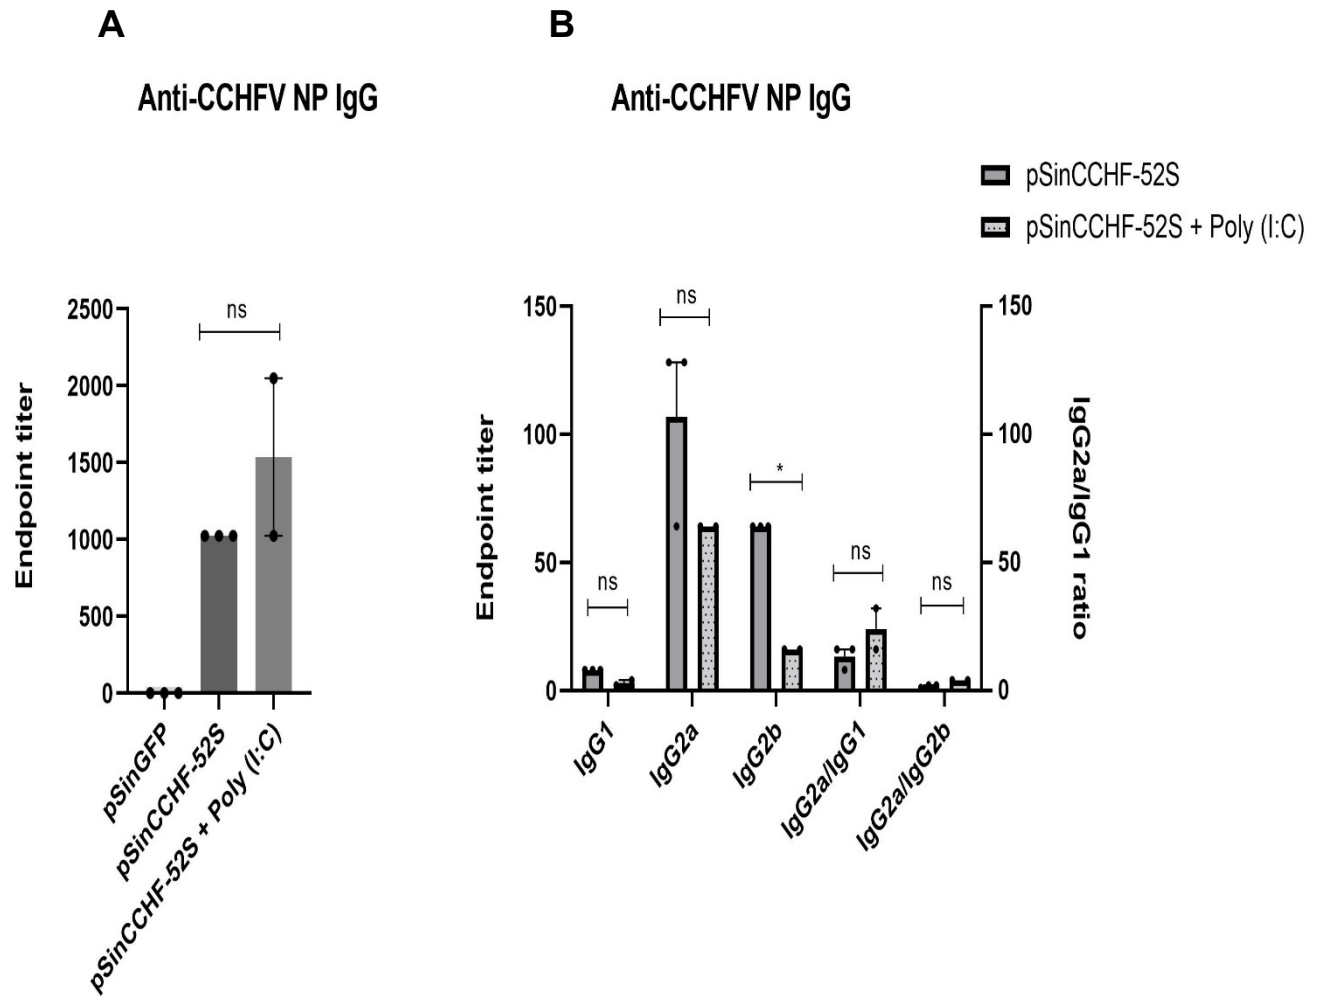 A
B
Anti-CCHFV NP IgG
Anti-CCHFV NP IgG
pSinCCHF-52S
pSinCCHF-52S + Poly (I:C)
Endpoint titer
2500
2000
1500
1000
500
0
ns
pSinGFP
pSinCCHF-52S
pSinCCHF-52S + Poly (I:C)
Endpoint titer
150
100
50
0
ns
ns
*
ns
ns
150
100
50
0
IgG2a/IgG1 ratio
IgG1
IgG2a
IgG2b
IgG2a/IgG1
IgG2a/IgG2b